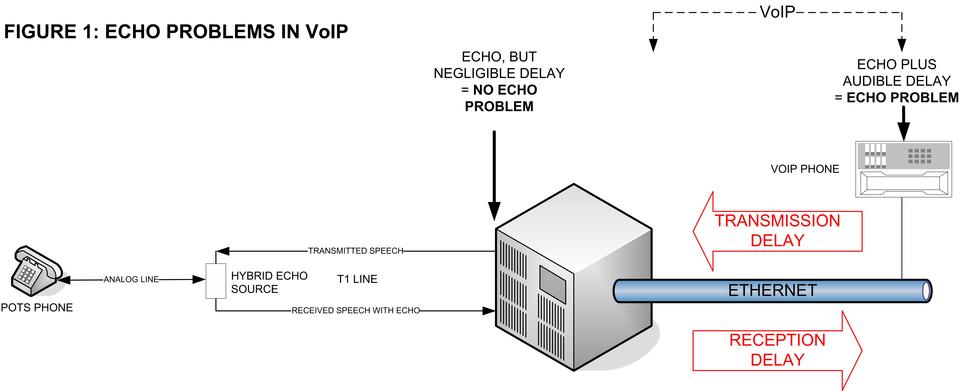 FIGURE 1: ECHO PROBLEMS IN VoIP
VoIP
ECHO, BUT
NEGLIGIBLE DELAY
= NO ECHO
PROBLEM
ECHO PLUS
AUDIBLE DELAY
= ECHO PROBLEM
VOIP PHONE
TRANSMISSION
DELAY
TRANSMITTED SPEECH
ANALOG LINE
HYBRID ECHO
SOURCE
T1 LINE
ETHERNET
POTS PHONE
RECEIVED SPEECH WITH ECHO
RECEPTION
DELAY